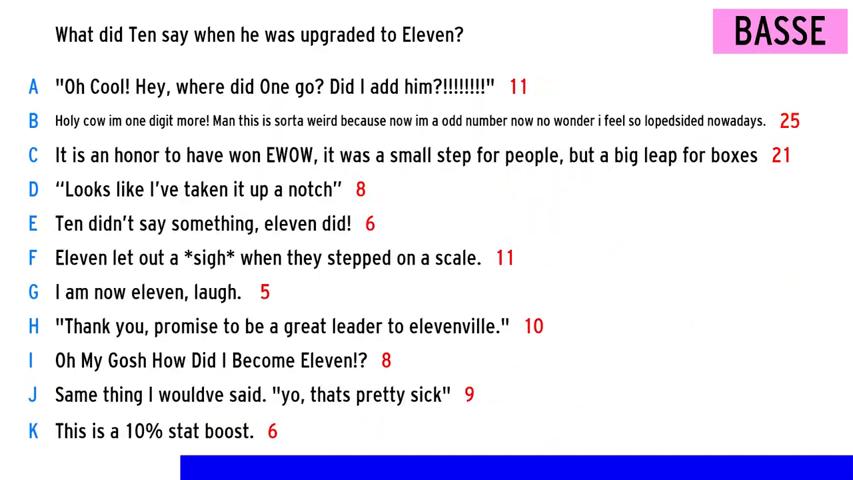 What did Ten say when he was upgraded to Eleven?
BASSE
A "Oh Cool! Hey, where did One go? Did I add him?!!!!!!!!" 11
B Holy cow im one digit more! Man this is sorta weird because now im a odd number now no wonder i feel so lopedsided nowadays. 25
C It is an honor to have won EWOW, it was a small step for people, but a big leap for boxes 21
D “Looks like I’ve taken it up a notch” 8
E Ten didn’t say something, eleven did! 6
F Eleven let out a *sigh* when they stepped on a scale. 11
G I am now eleven, laugh. 5
H "Thank you, promise to be a great leader to elevenville." 10
I Oh My Gosh How Did I Become Eleven!? 8
J Same thing I wouldve said. "yo, thats pretty sick" 9
K This is a 10% stat boost. 6